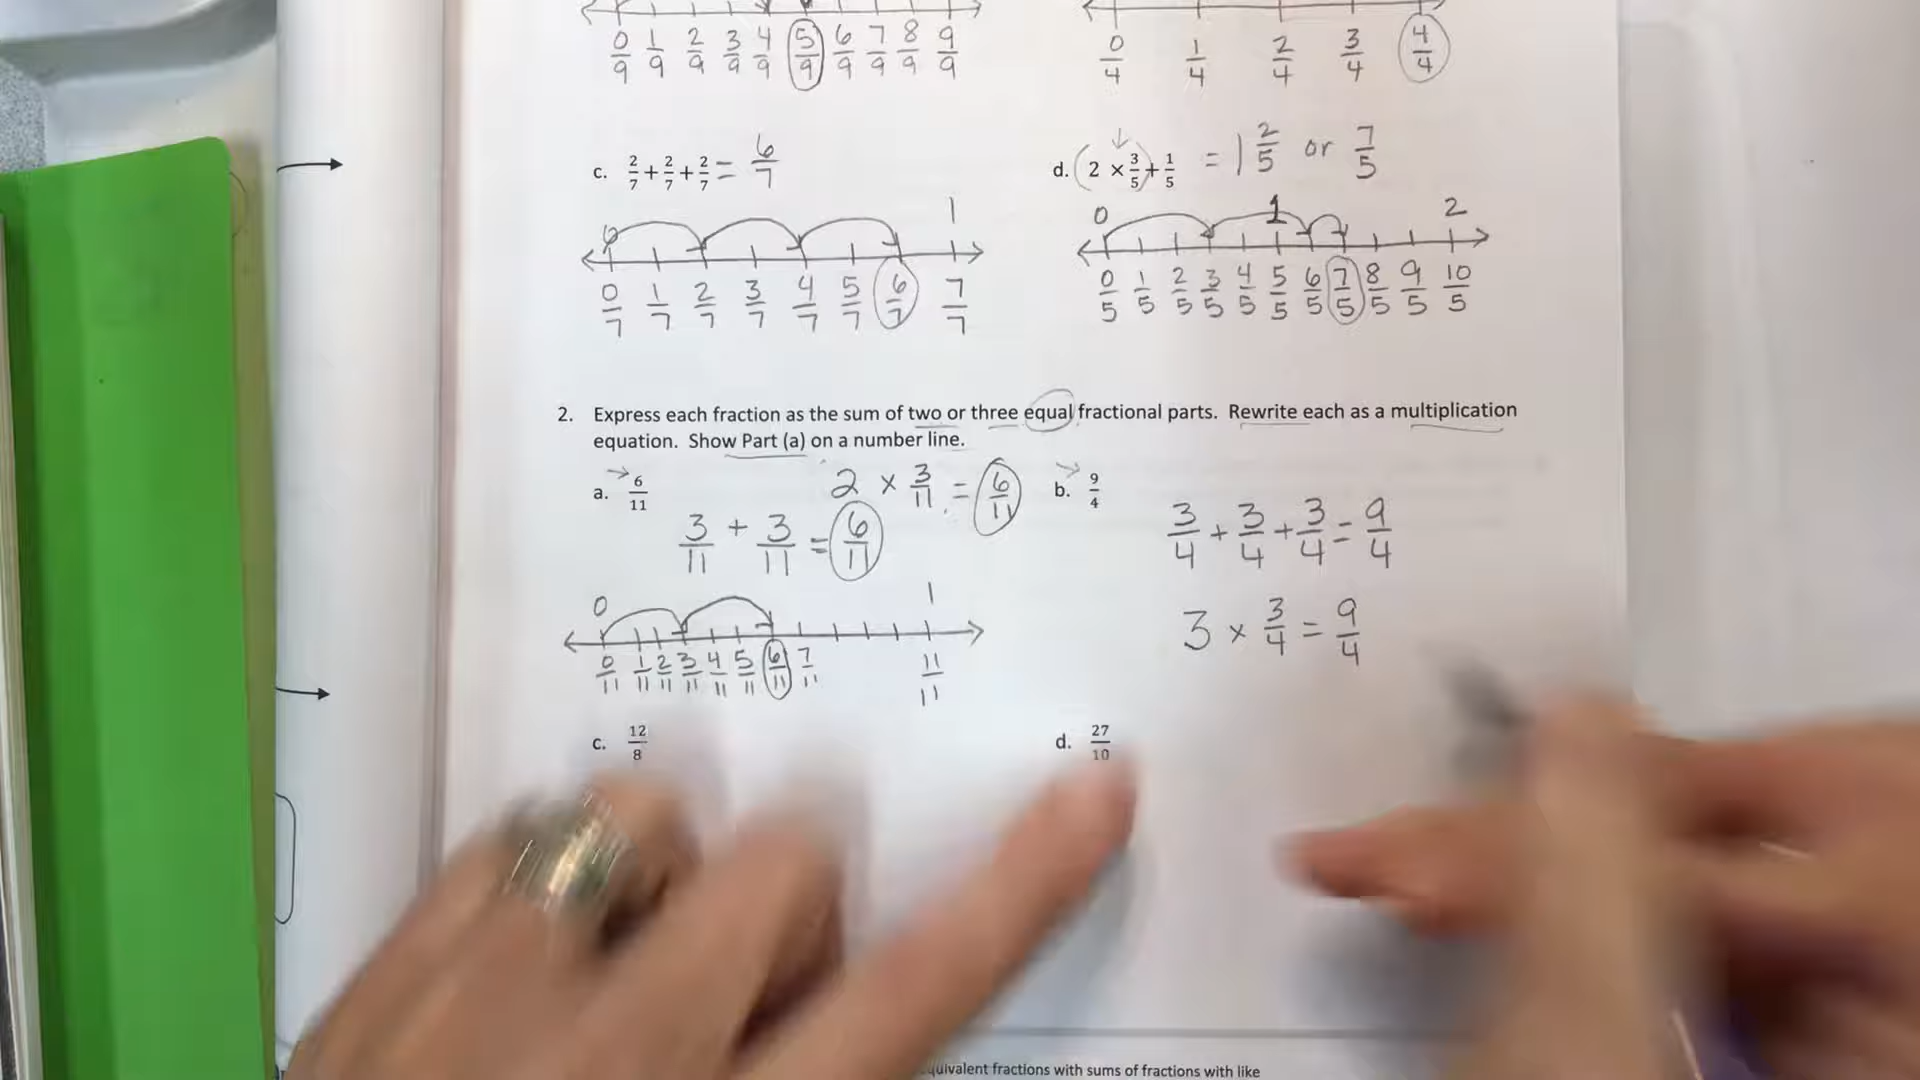 0/9 1/9 2/9 3/9 4/9 5/9 6/9 7/9 8/9 9/9
0/4 1/4 2/4 3/4 4/4
c. 2/7 + 2/7 + 2/7 = 6/7
0 1
0/7 1/7 2/7 3/7 4/7 5/7 6/7 7/7
d. (2 × 3/5) + 1/5 = 1 2/5 or 7/5
0 1 2
0/5 1/5 2/5 3/5 4/5 5/5 6/5 7/5 8/5 9/5 10/5
2. Express each fraction as the sum of two or three equal fractional parts. Rewrite each as a multiplication
equation. Show Part (a) on a number line.
a. 6/11
2 × 3/11 = 6/11
3/11 + 3/11 = 6/11
0 1
0/11 1/11 2/11 3/11 4/11 5/11 6/11 7/11 11/11
b. 9/4
3/4 + 3/4 + 3/4 = 9/4
3 × 3/4 = 9/4
c. 12/8
d. 27/10
fractions with sums of fractions with like